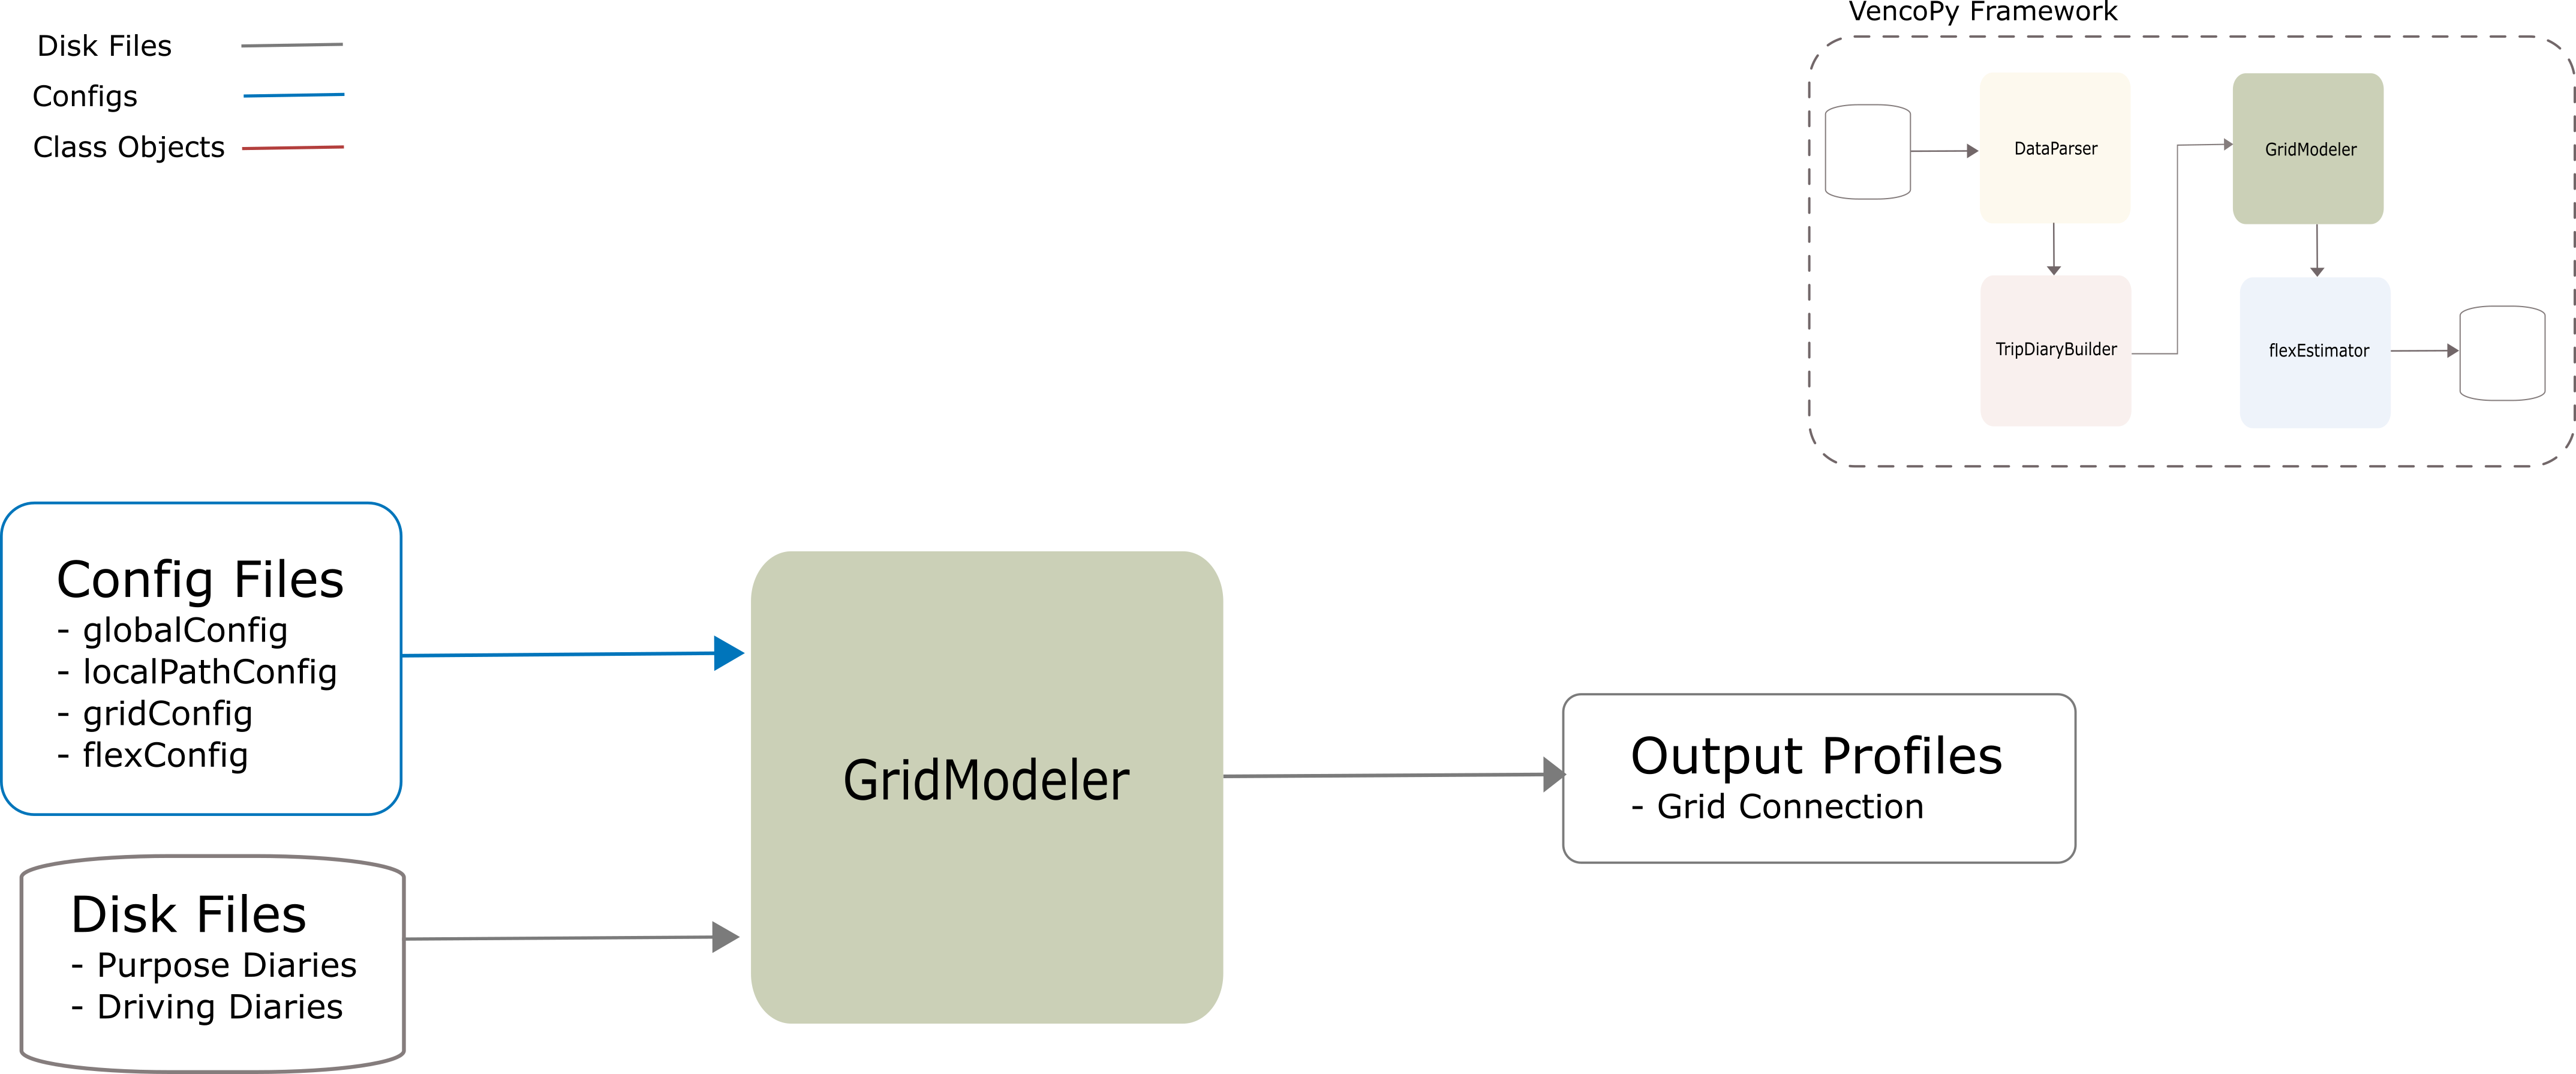 Disk Files
Configs
Class Objects
VencoPy Framework
DataParser
GridModeler
TripDiaryBuilder
flexEstimator
Config Files
- globalConfig
- localPathConfig
- gridConfig
- flexConfig
Disk Files
- Purpose Diaries
- Driving Diaries
GridModeler
Output Profiles
- Grid Connection